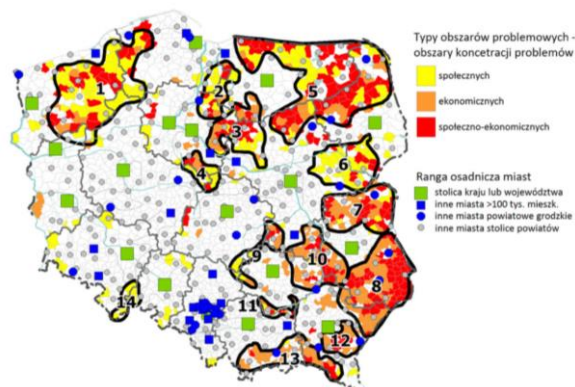 Typy obszarów problemowych -
obszary koncetracji problemów
społecznych
ekonomicznych
społeczno-ekonomicznych
Ranga osadnicza miast
stolica kraju lub województwa
inne miasta >100 tys. mieszk.
inne miasta powiatowe grodzkie
inne miasta stolice powiatów
1
2
3
4
5
6
7
8
9
10
11
12
13
14